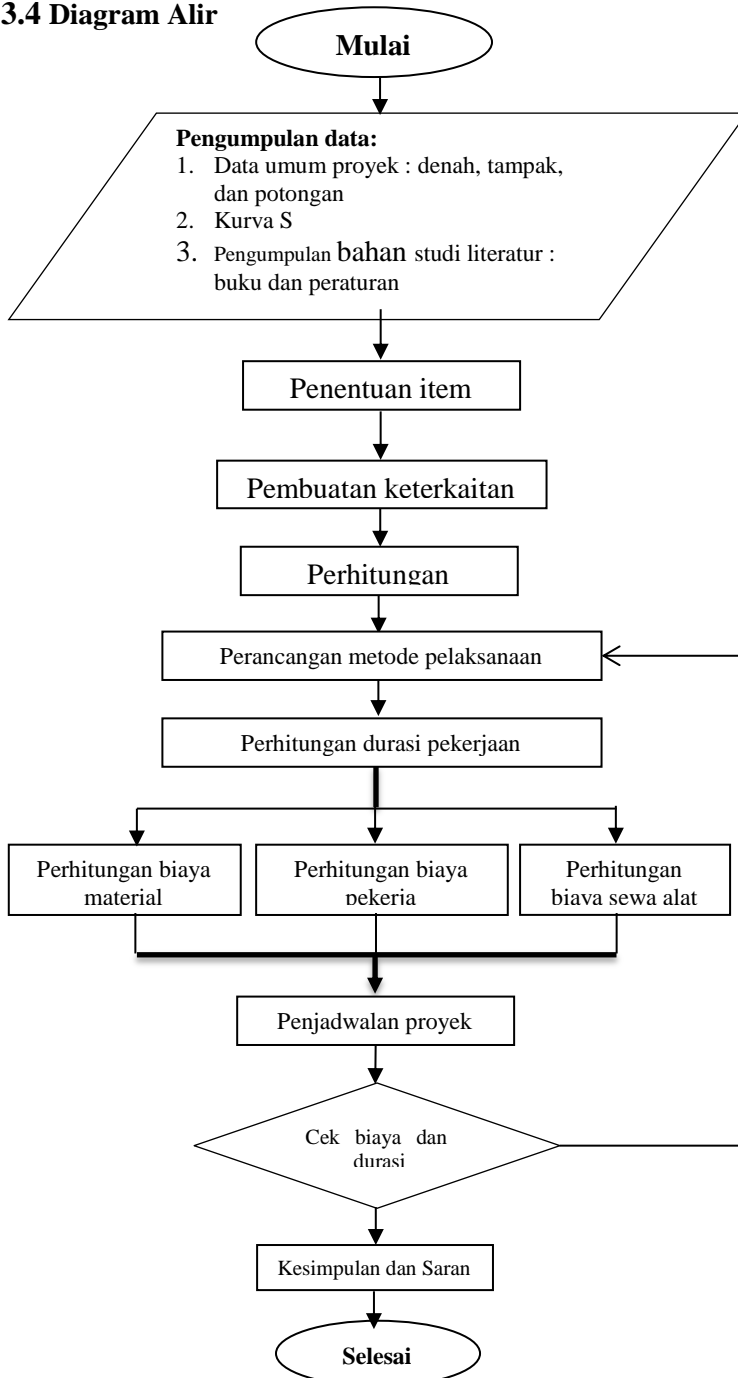 3.4 Diagram Alir
Mulai
Pengumpulan data:
1. Data umum proyek : denah, tampak,
dan potongan
2. Kurva S
3. Pengumpulan bahan studi literatur :
buku dan peraturan
Penentuan item
Pembuatan keterkaitan
Perhitungan
Perancangan metode pelaksanaan
Perhitungan durasi pekerjaan
Perhitungan biaya
material
Perhitungan biaya
pekerja
Perhitungan
biaya sewa alat
Penjadwalan proyek
Cek biaya dan
durasi
Kesimpulan dan Saran
Selesai